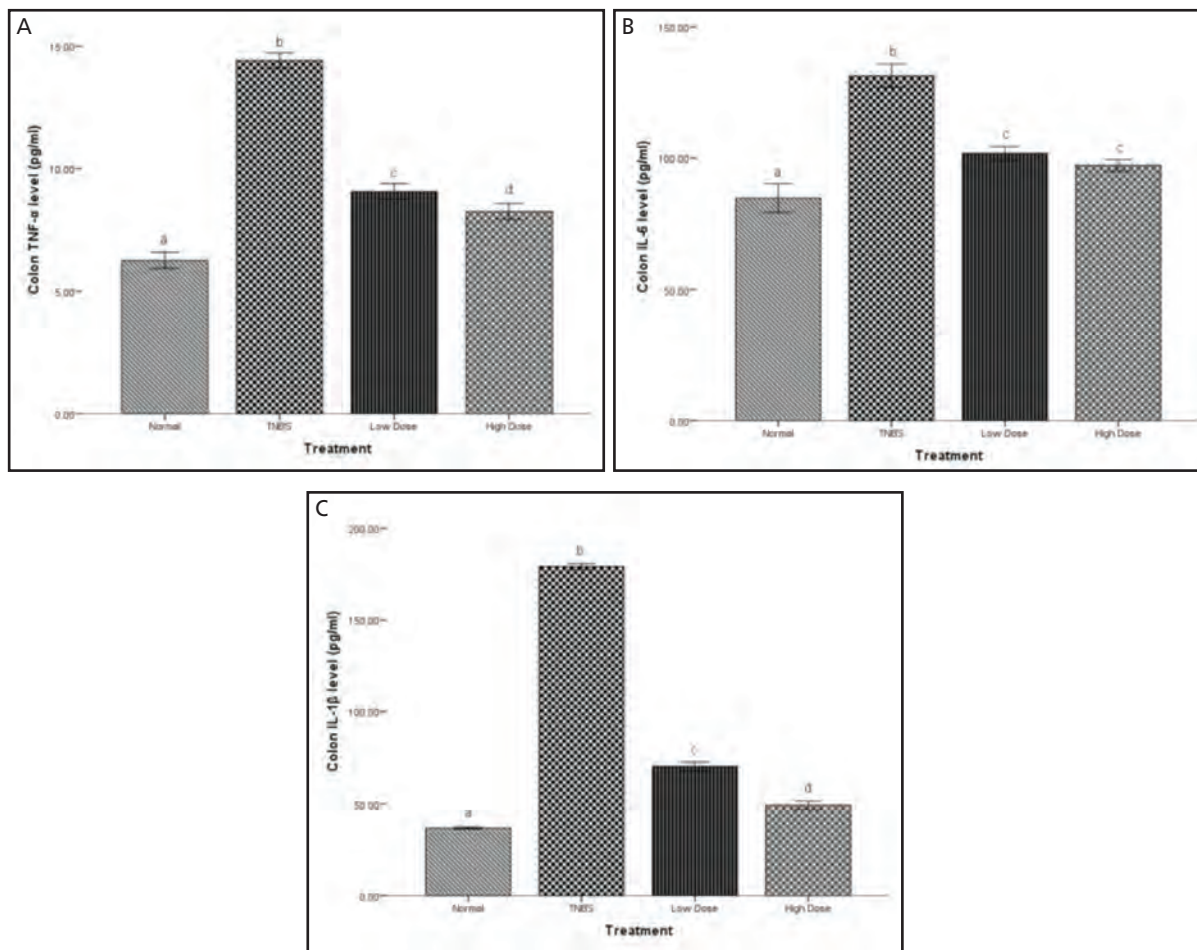 A
15.00
10.00
5.00
0.00
Colon TNF-α level (pg/ml)
a
b
c
d
Normal TNBS Low Dose High Dose
Treatment
B
150.00
100.00
50.00
0.00
Colon IL-6 level (pg/ml)
a
b
c
c
Normal TNBS Low Dose High Dose
Treatment
C
200.00
150.00
100.00
50.00
0.00
Colon IL-1β level (pg/ml)
a
b
c
d
Normal TNBS Low Dose High Dose
Treatment